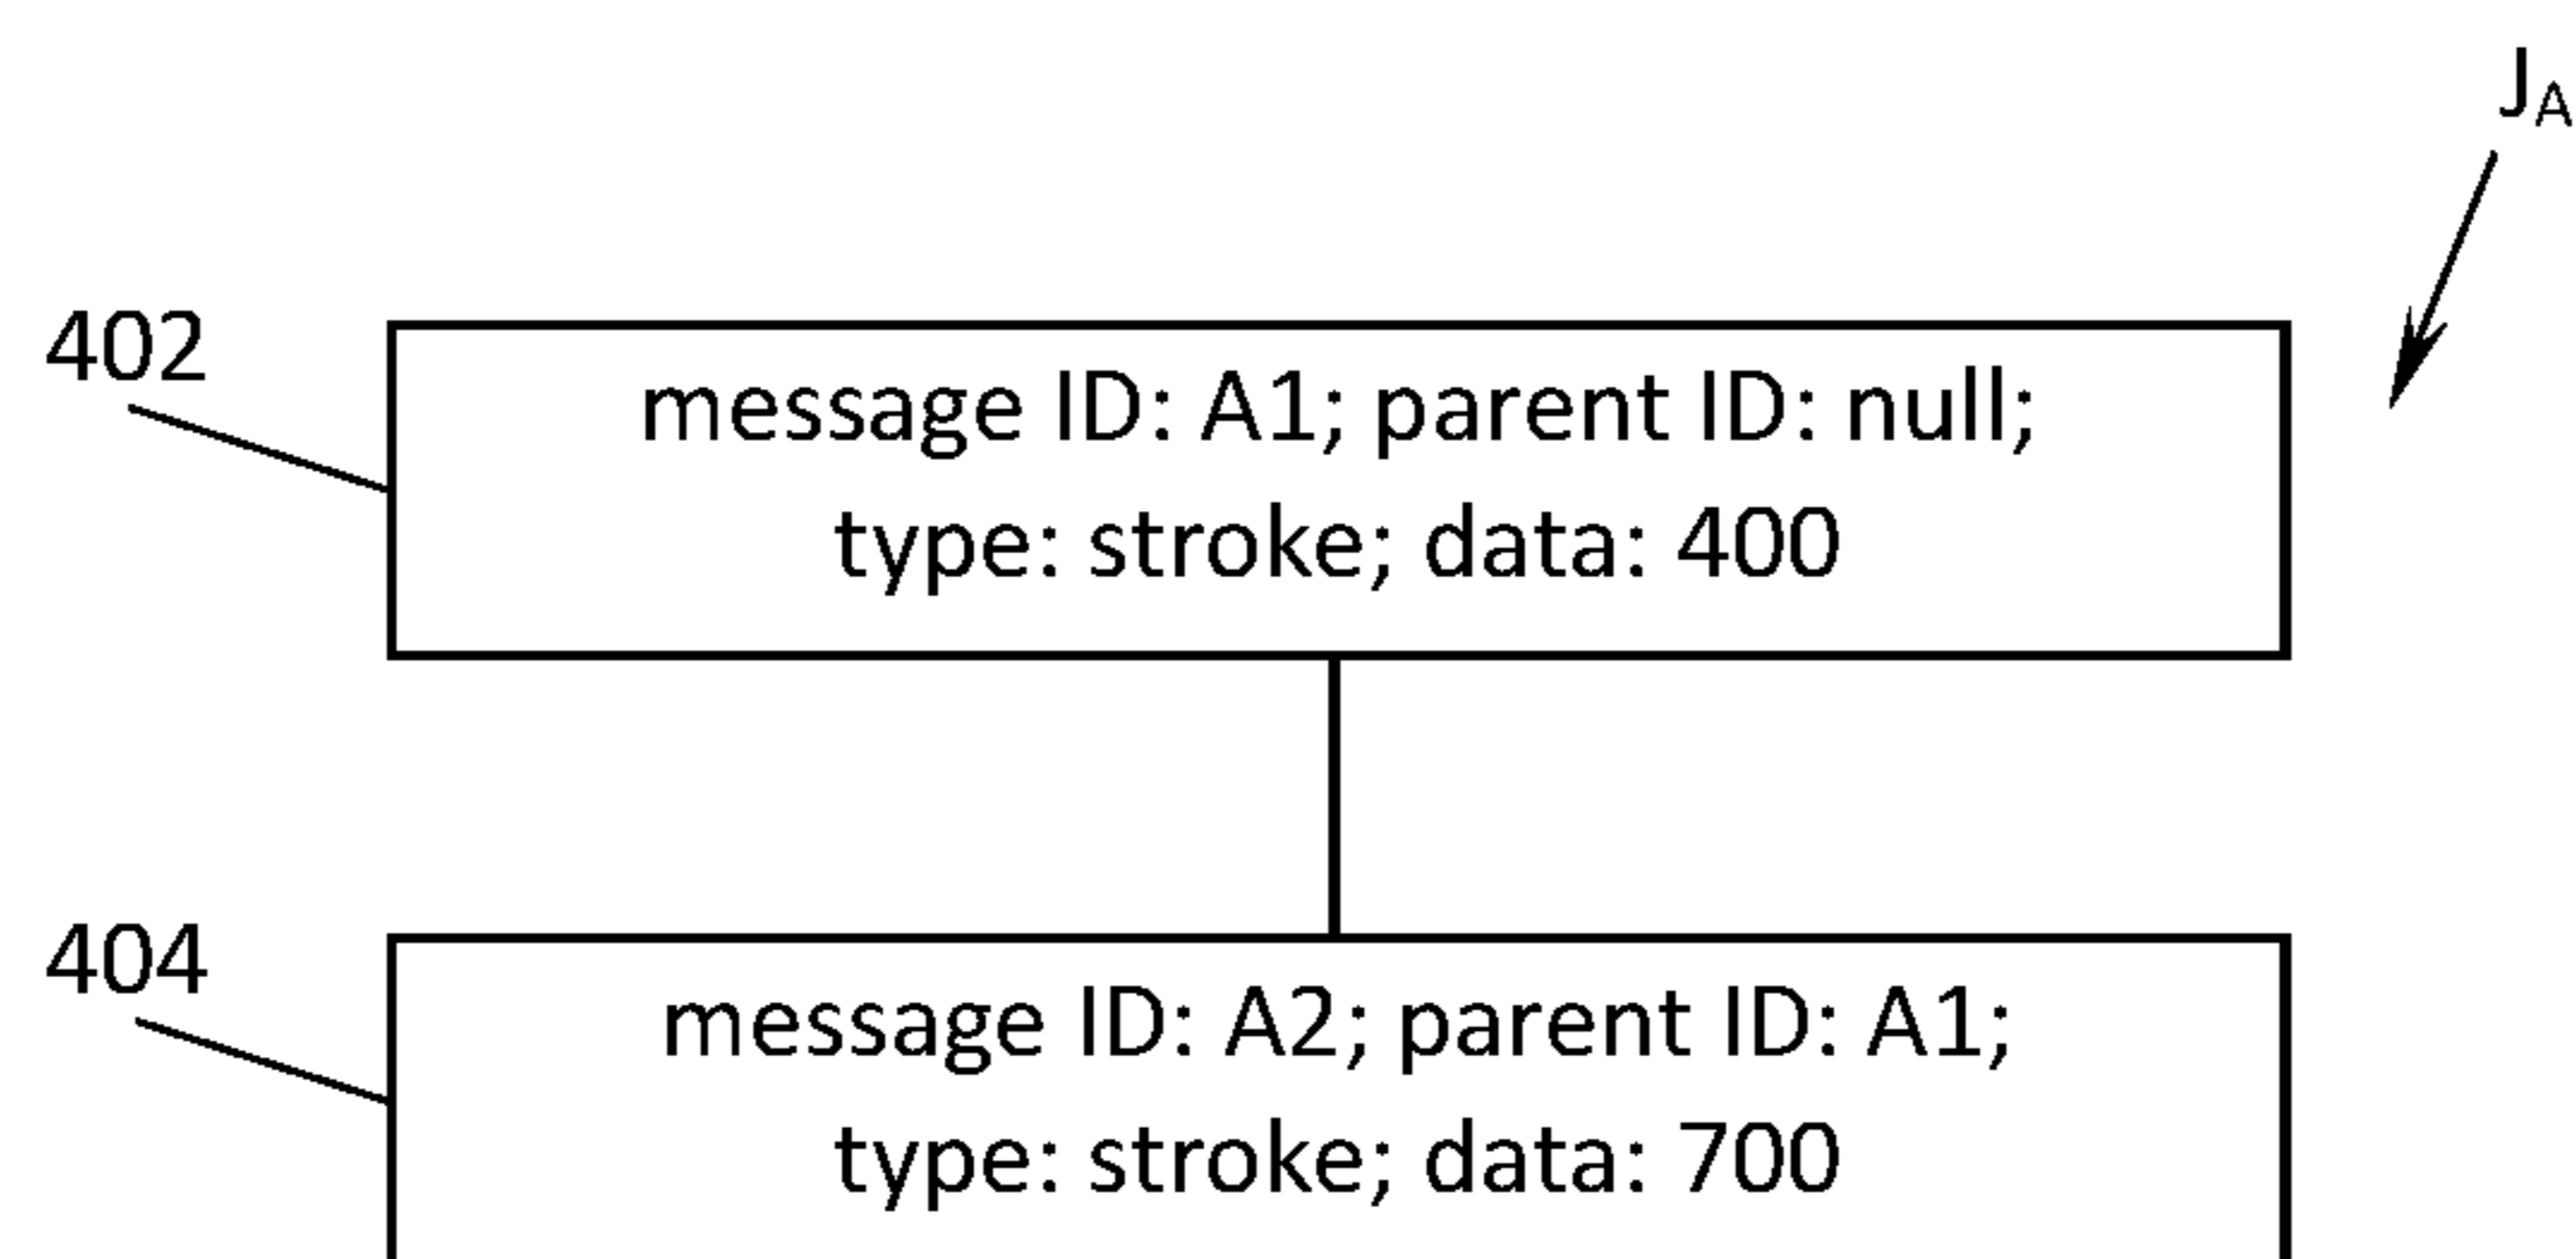 J_A
402
message ID: A1; parent ID: null;
type: stroke; data: 400
404
message ID: A2; parent ID: A1;
type: stroke; data: 700